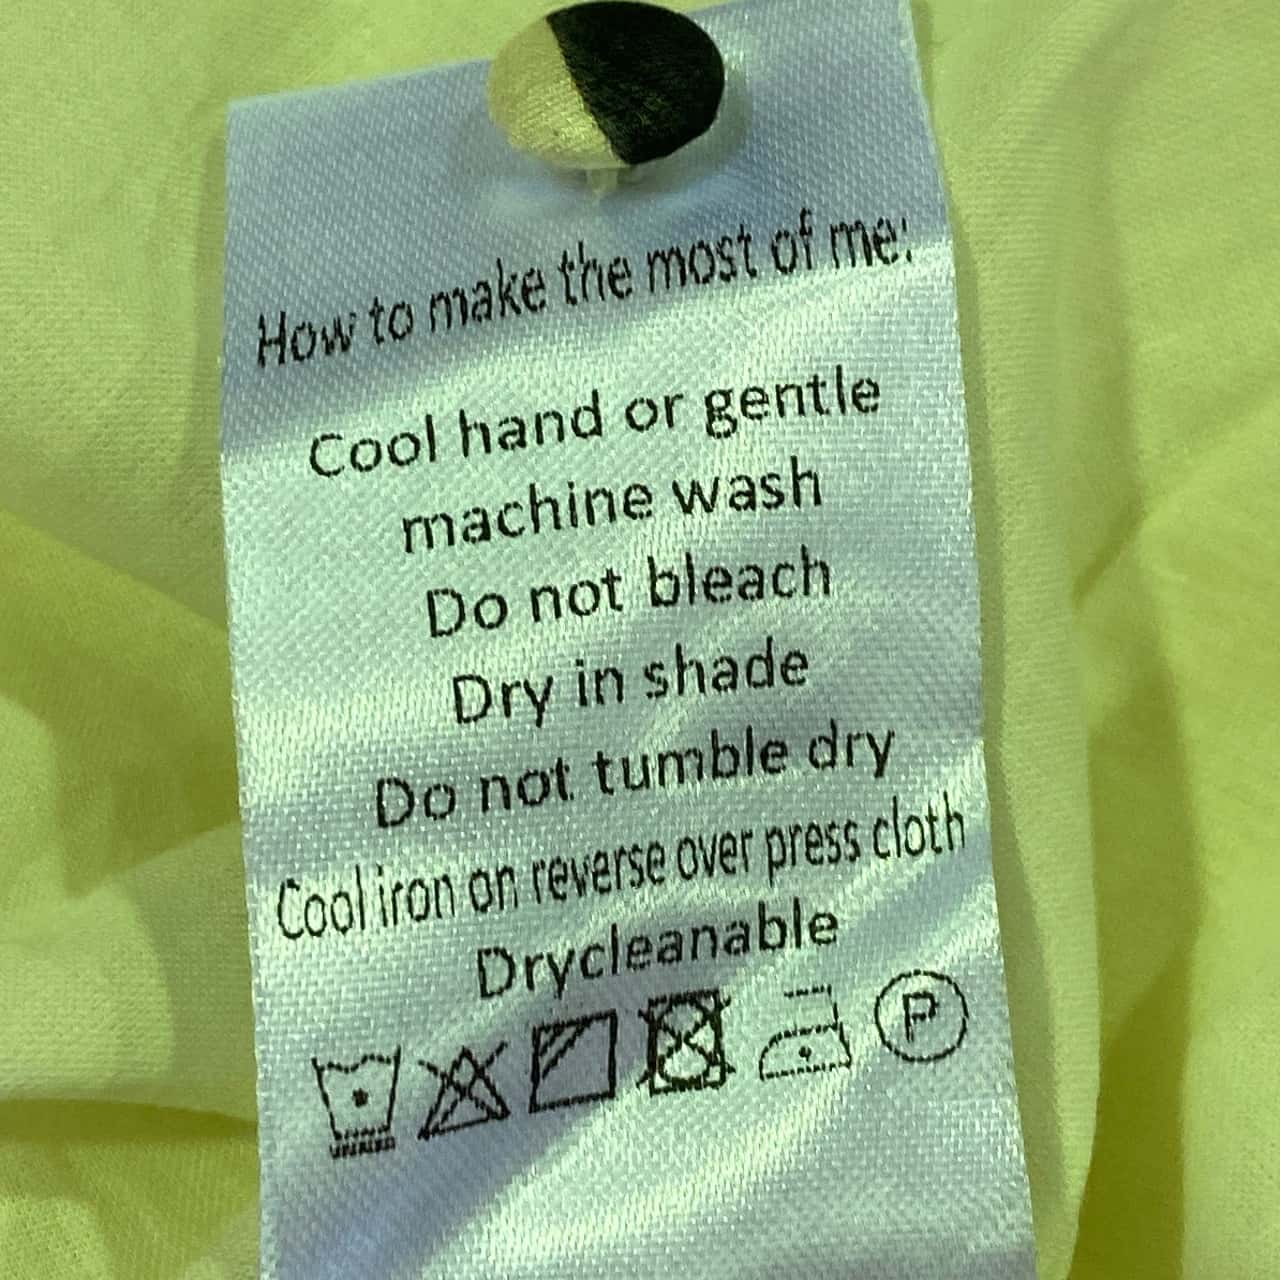 How to make the most of me:
Cool hand or gentle
machine wash
Do not bleach
Dry in shade
Do not tumble dry
Cool iron on reverse over press cloth
Drycleanable
P